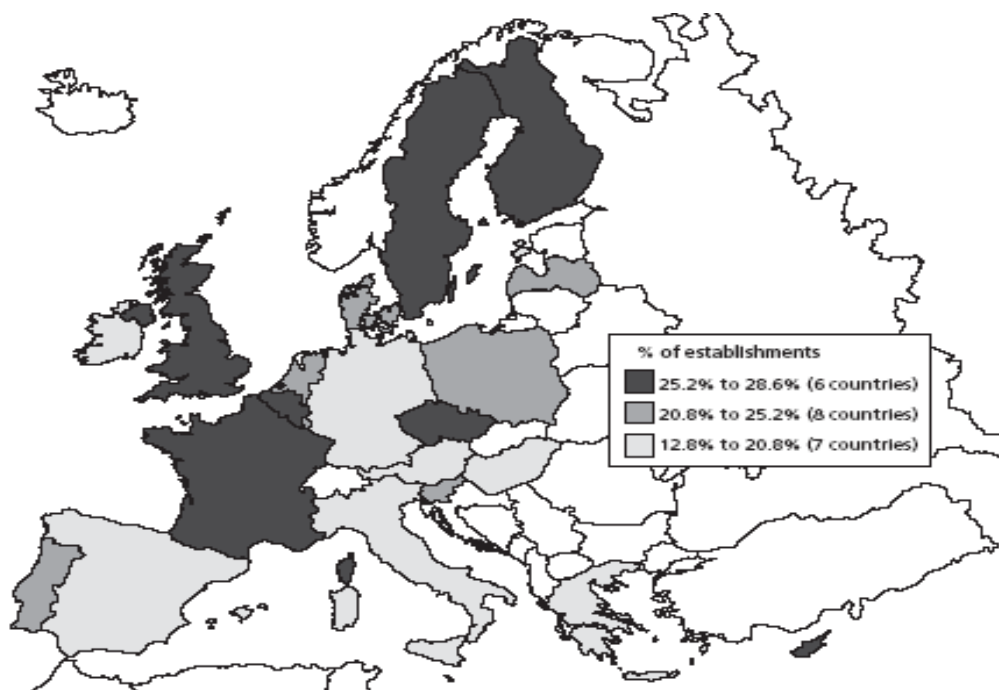 % of establishments
25.2% to 28.6% (6 countries)
20.8% to 25.2% (8 countries)
12.8% to 20.8% (7 countries)